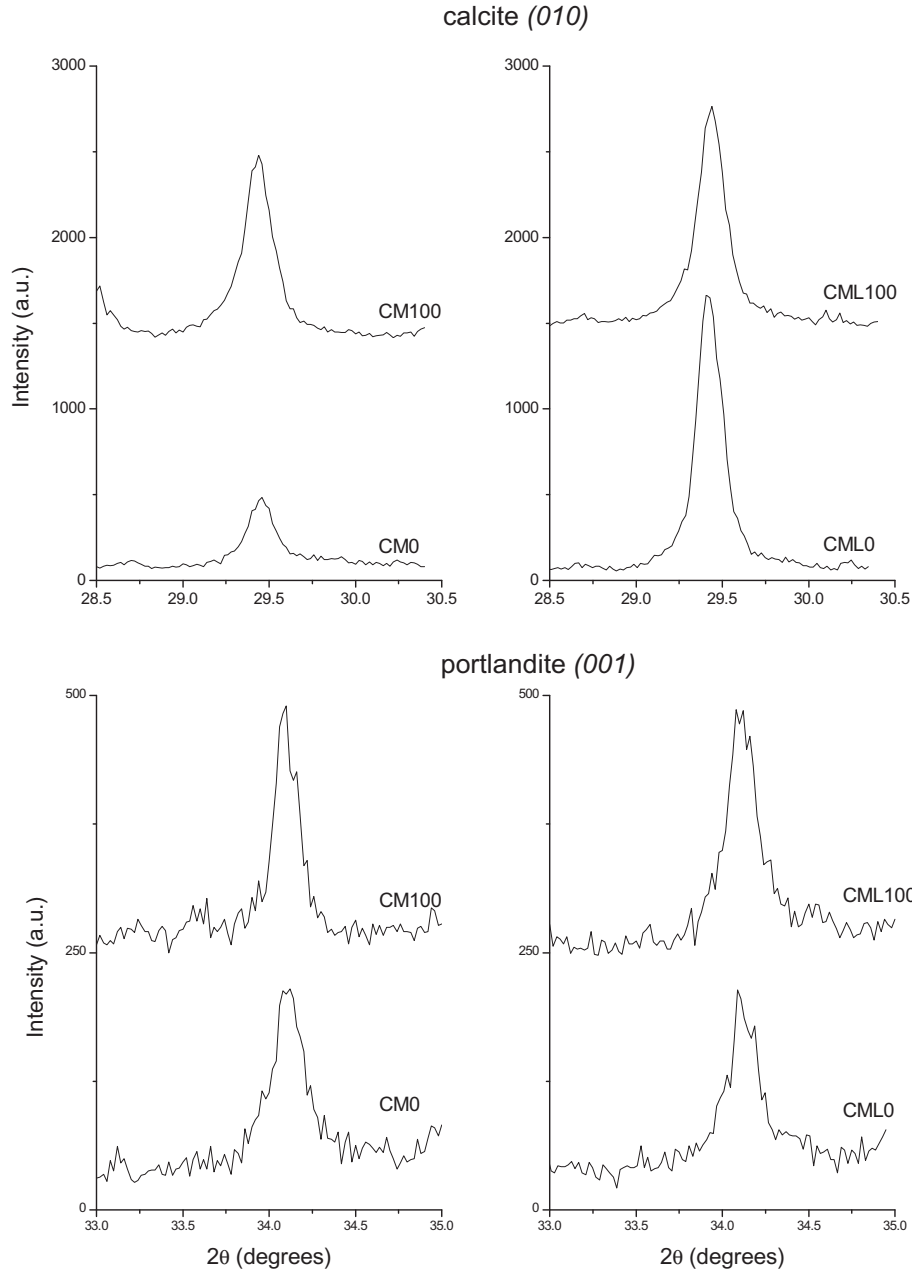 calcite (010)
3000
2000
1000
0
Intensity (a.u.)
CM100
CM0
28.5 29.0 29.5 30.0 30.5
3000
2000
1000
0
CML100
CML0
28.5 29.0 29.5 30.0 30.5
portlandite (001)
500
250
0
Intensity (a.u.)
CM100
CM0
33.0 33.5 34.0 34.5 35.0
2θ (degrees)
500
250
0
CML100
CML0
33.0 33.5 34.0 34.5 35.0
2θ (degrees)